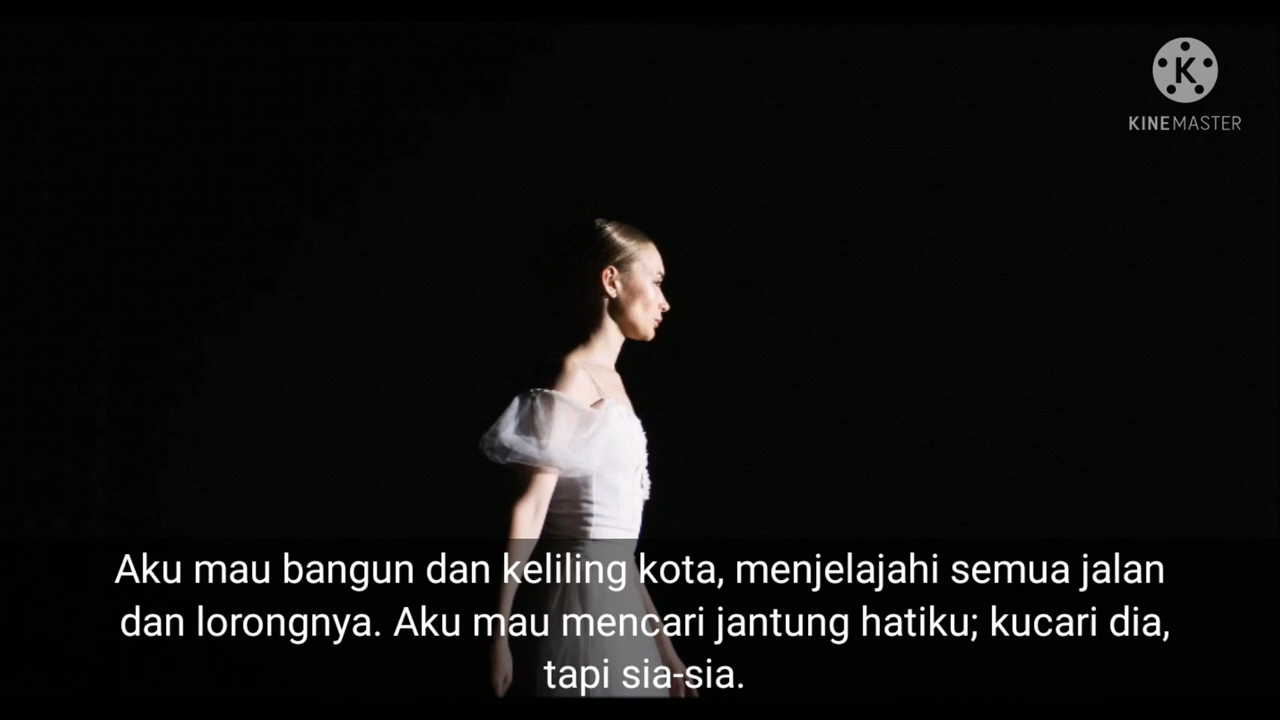 K
KINEMASTER
Aku mau bangun dan keliling kota, menjelajahi semua jalan
dan lorongnya. Aku mau mencari jantung hatiku; kucari dia,
tapi sia-sia.